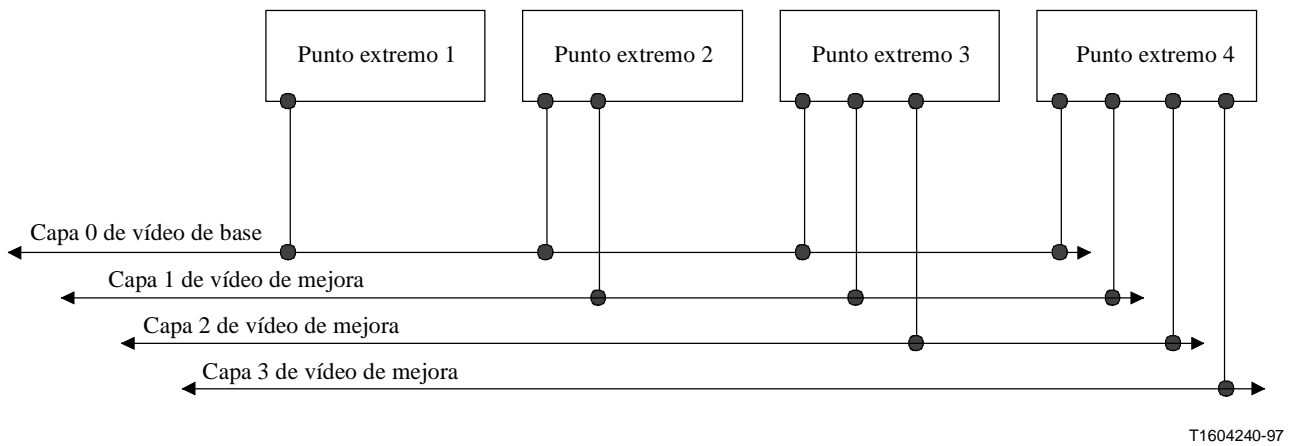 Punto extremo 1
Punto extremo 2
Punto extremo 3
Punto extremo 4
Capa 0 de vídeo de base
Capa 1 de vídeo de mejora
Capa 2 de vídeo de mejora
Capa 3 de vídeo de mejora
T1604240-97